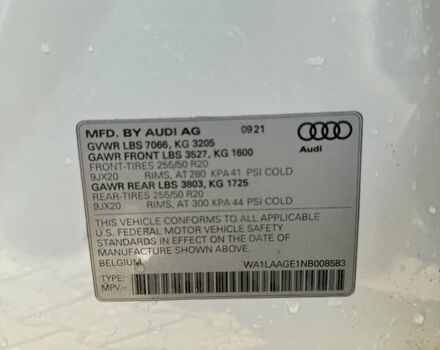 MFD. BY AUDI AG 09 21
Audi
GVWR LBS 7066, KG 3205
GAWR FRONT LBS 3527, KG 1600
FRONT-TIRES 255/50 R20
9JX20 RIMS, AT 280 KPA 41 PSI COLD
GAWR REAR LBS 3803, KG 1725
REAR-TIRES 255/50 R20
9JX20 RIMS, AT 300 KPA 44 PSI COLD
THIS VEHICLE CONFORMS TO ALL APPLICABLE
U.S. FEDERAL MOTOR VEHICLE SAFETY
STANDARDS IN EFFECT ON THE DATE OF
MANUFACTURE SHOWN ABOVE.
BELGIUM WA1LAAGE1NB008583
TYPE:
MPV